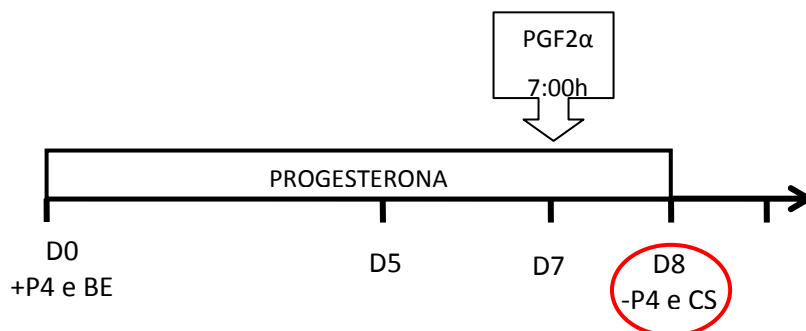 PGF2α
7:00h
PROGESTERONA
D0
+P4 e BE
D5
D7
D8
-P4 e CS